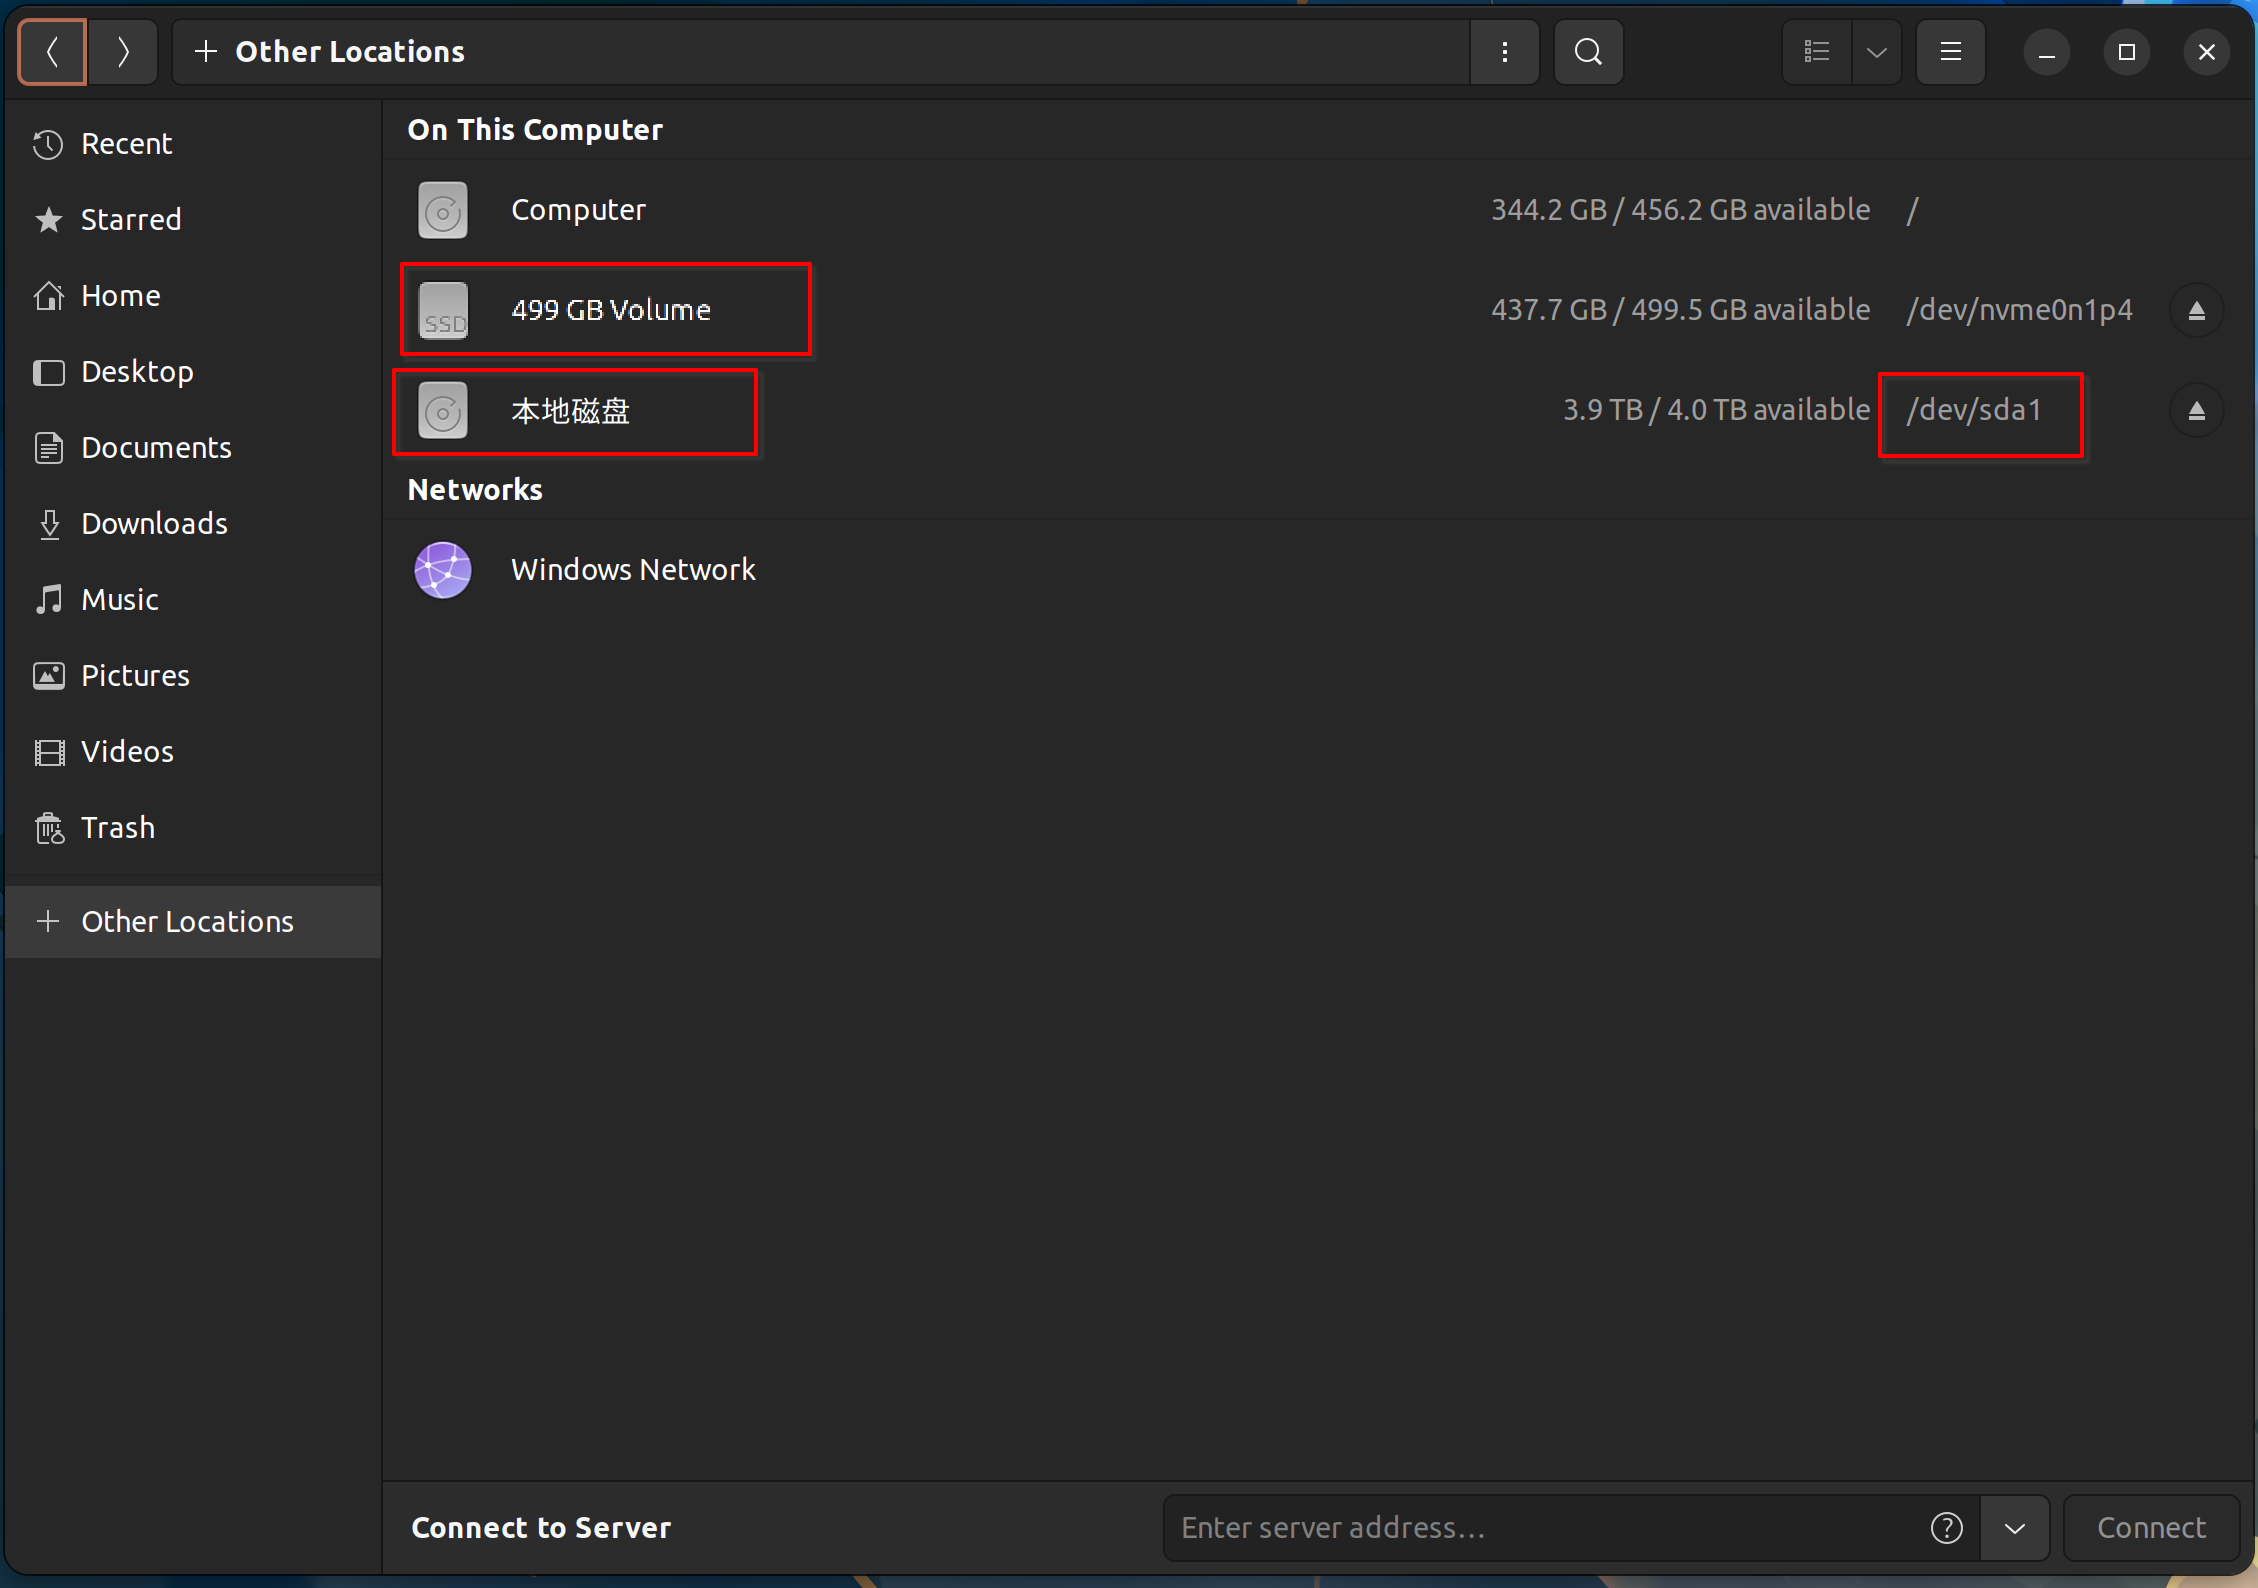 Other Locations
Recent
Starred
Home
Desktop
Documents
Downloads
Music
Pictures
Videos
Trash
Other Locations
On This Computer
Computer 344.2 GB / 456.2 GB available /
SSD 499 GB Volume 437.7 GB / 499.5 GB available /dev/nvme0n1p4
本地磁盘 3.9 TB / 4.0 TB available /dev/sda1
Networks
Windows Network
Connect to Server Enter server address… ? Connect